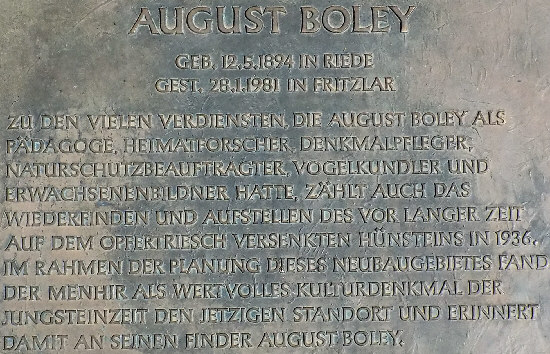 AUGUST BOLEY
GEB. 12.5.1894 IN RIEDE
GEST. 28.1.1981 IN FRITZLAR
ZU DEN VIELEN VERDIENSTEN, DIE AUGUST BOLEY ALS
PÄDAGOGE, HEIMATFORSCHER, DENKMALPFLEGER,
NATURSCHUTZBEAUFTRAGTER, VOGELKUNDLER UND
ERWACHSENENBILDNER HATTE, ZÄHLT AUCH DAS
WIEDERFINDEN UND AUFSTELLEN DES VOR LANGER ZEIT
AUF DEM OPFERFRIESCH VERSENKTEN HÜNSTEINS IN 1936.
IM RAHMEN DER PLANUNG DIESES NEUBAUGEBIETES FAND
DER MENHIR ALS WERTVOLLES KULTURDENKMAL DER
JUNGSTEINZEIT DEN JETZIGEN STANDORT UND ERINNERT
DAMIT AN SEINEN FINDER AUGUST BOLEY.